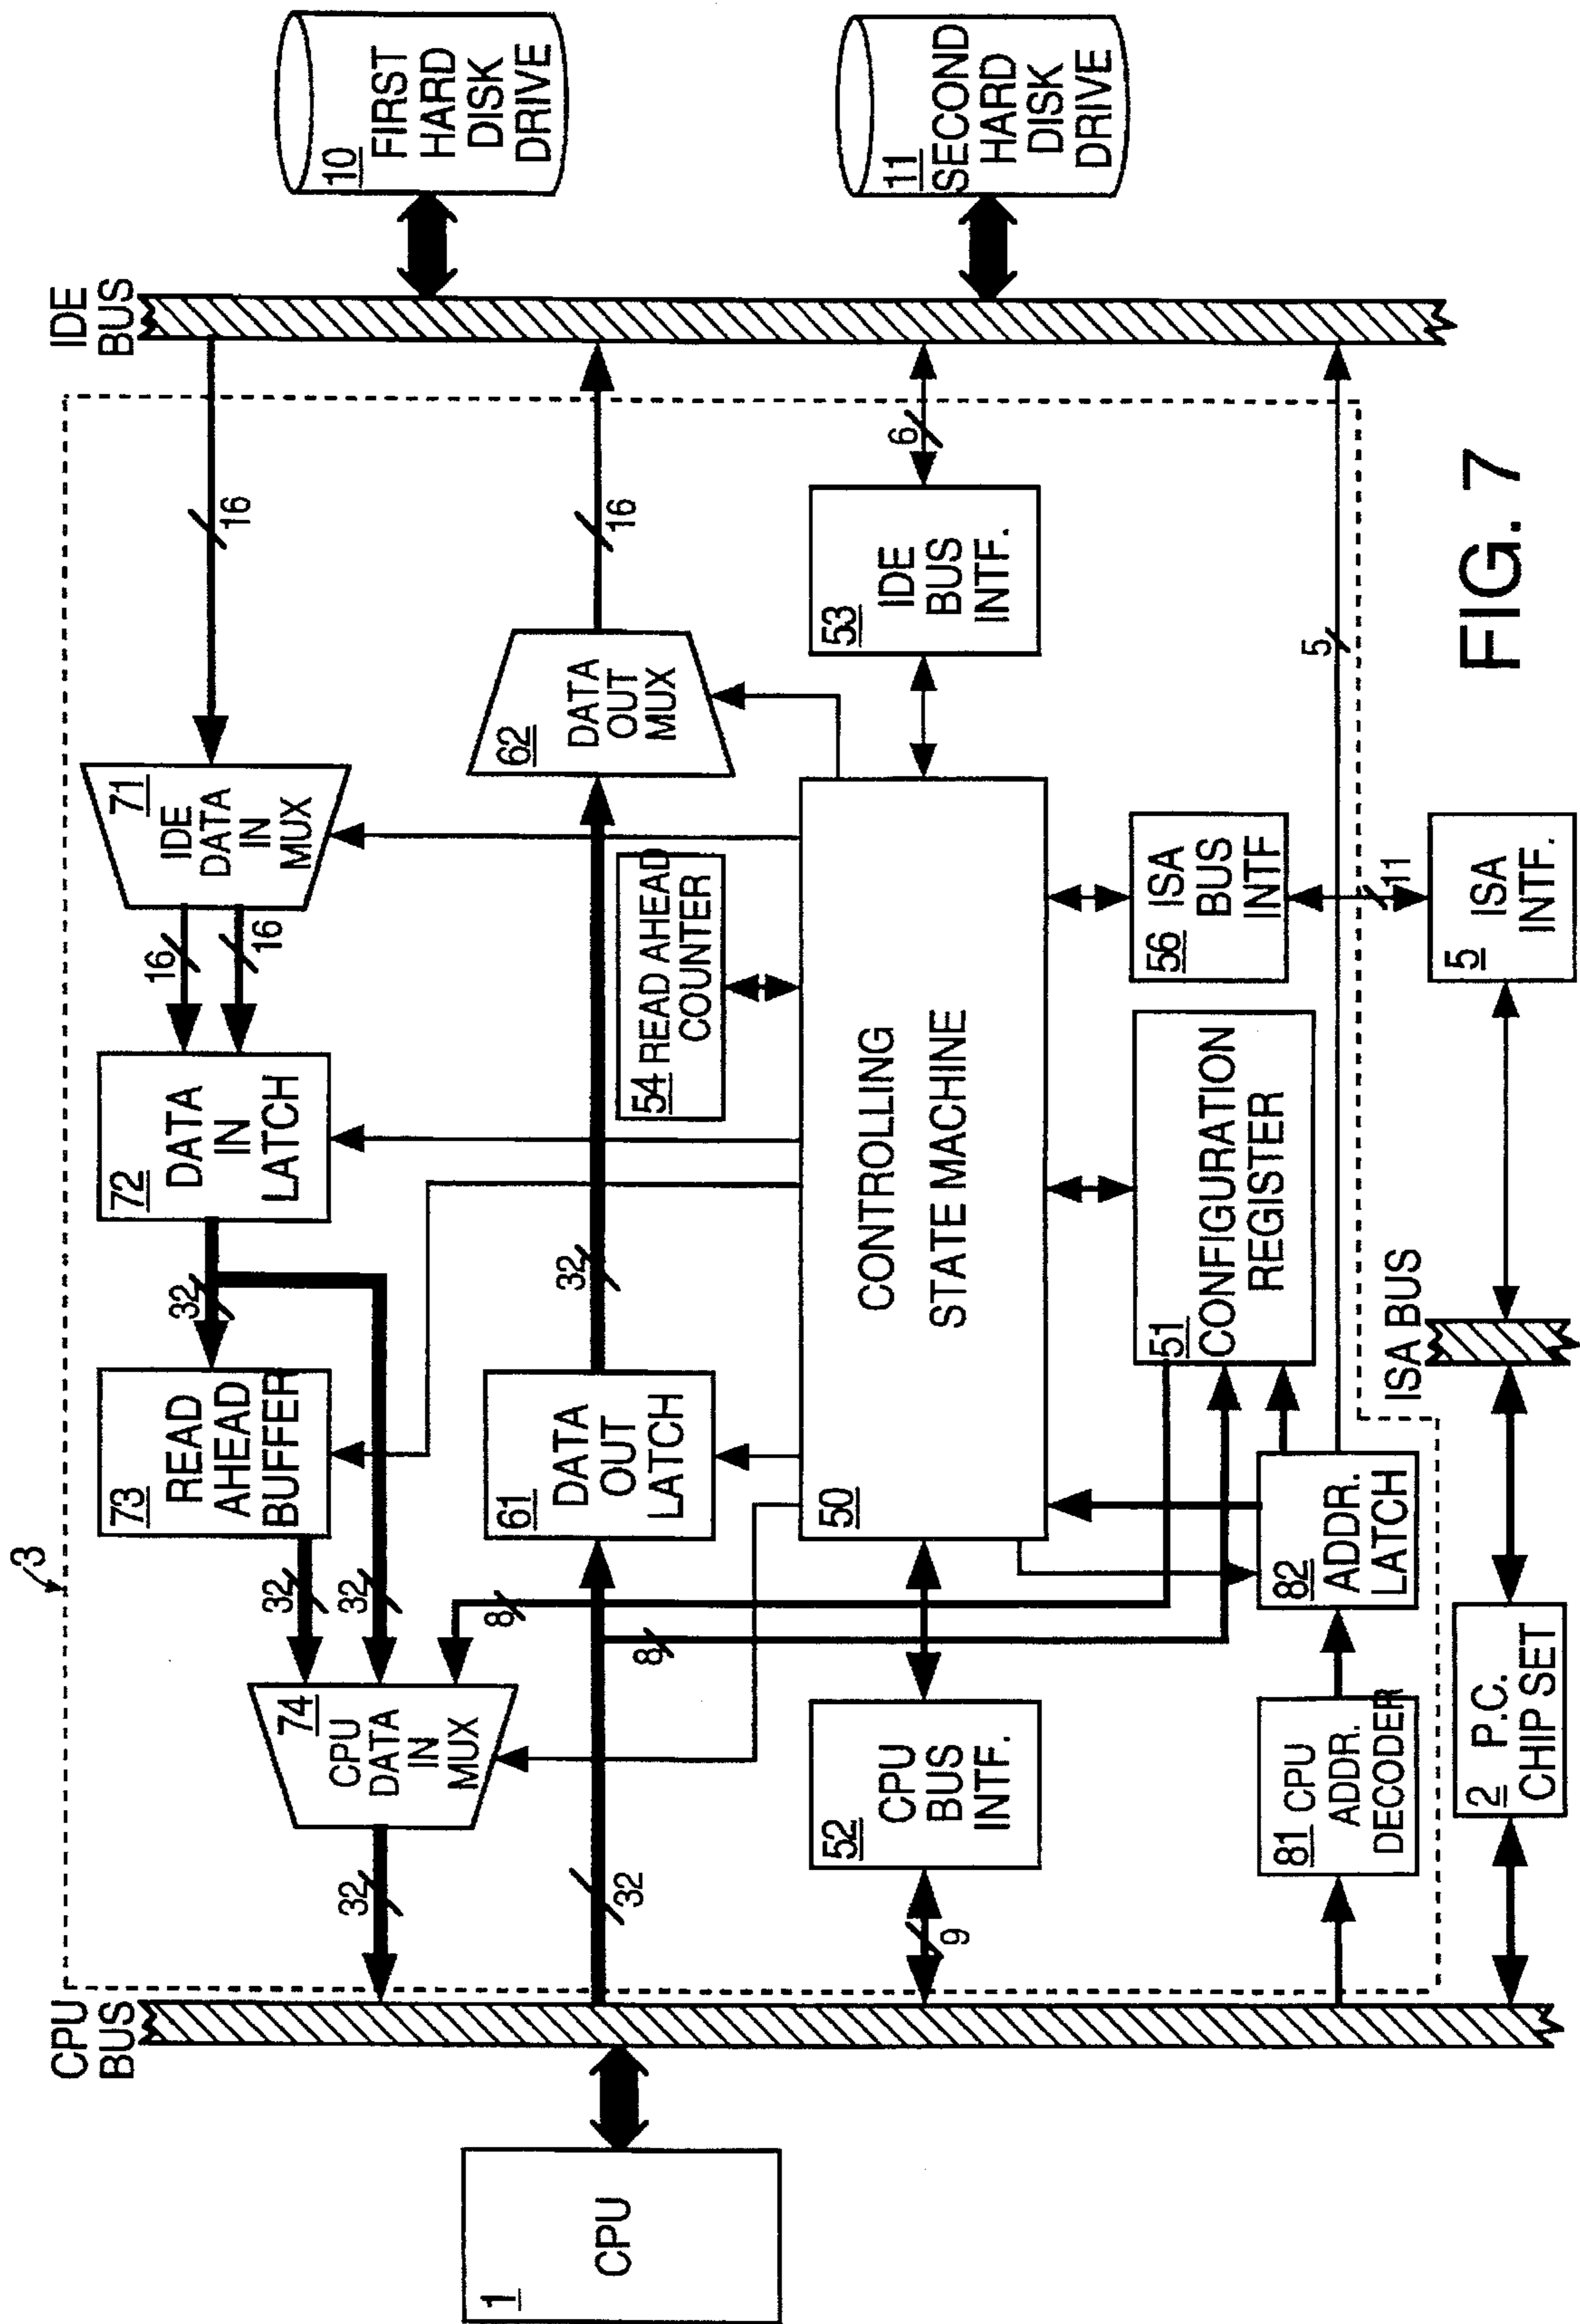 3
CPU
BUS
IDE
BUS
1
CPU
74
CPU
DATA
IN
MUX
32
32
32
8
73
READ
AHEAD
BUFFER
32
72
DATA
IN
LATCH
16
16
71
IDE
DATA
IN
MUX
16
10
FIRST
HARD
DISK
DRIVE
32
8
61
DATA
OUT
LATCH
32
54 READ AHEAD
COUNTER
62
DATA
OUT
MUX
16
11
SECOND
HARD
DISK
DRIVE
9
52
CPU
BUS
INTF.
50
CONTROLLING
STATE MACHINE
53
IDE
BUS
INTF.
6
51
CONFIGURATION
REGISTER
56
ISA
BUS
INTF
81 CPU
ADDR.
DECODER
82
ADDR.
LATCH
5
11
ISA BUS
2
P.C.
CHIP SET
5
ISA
INTF.
FIG. 7